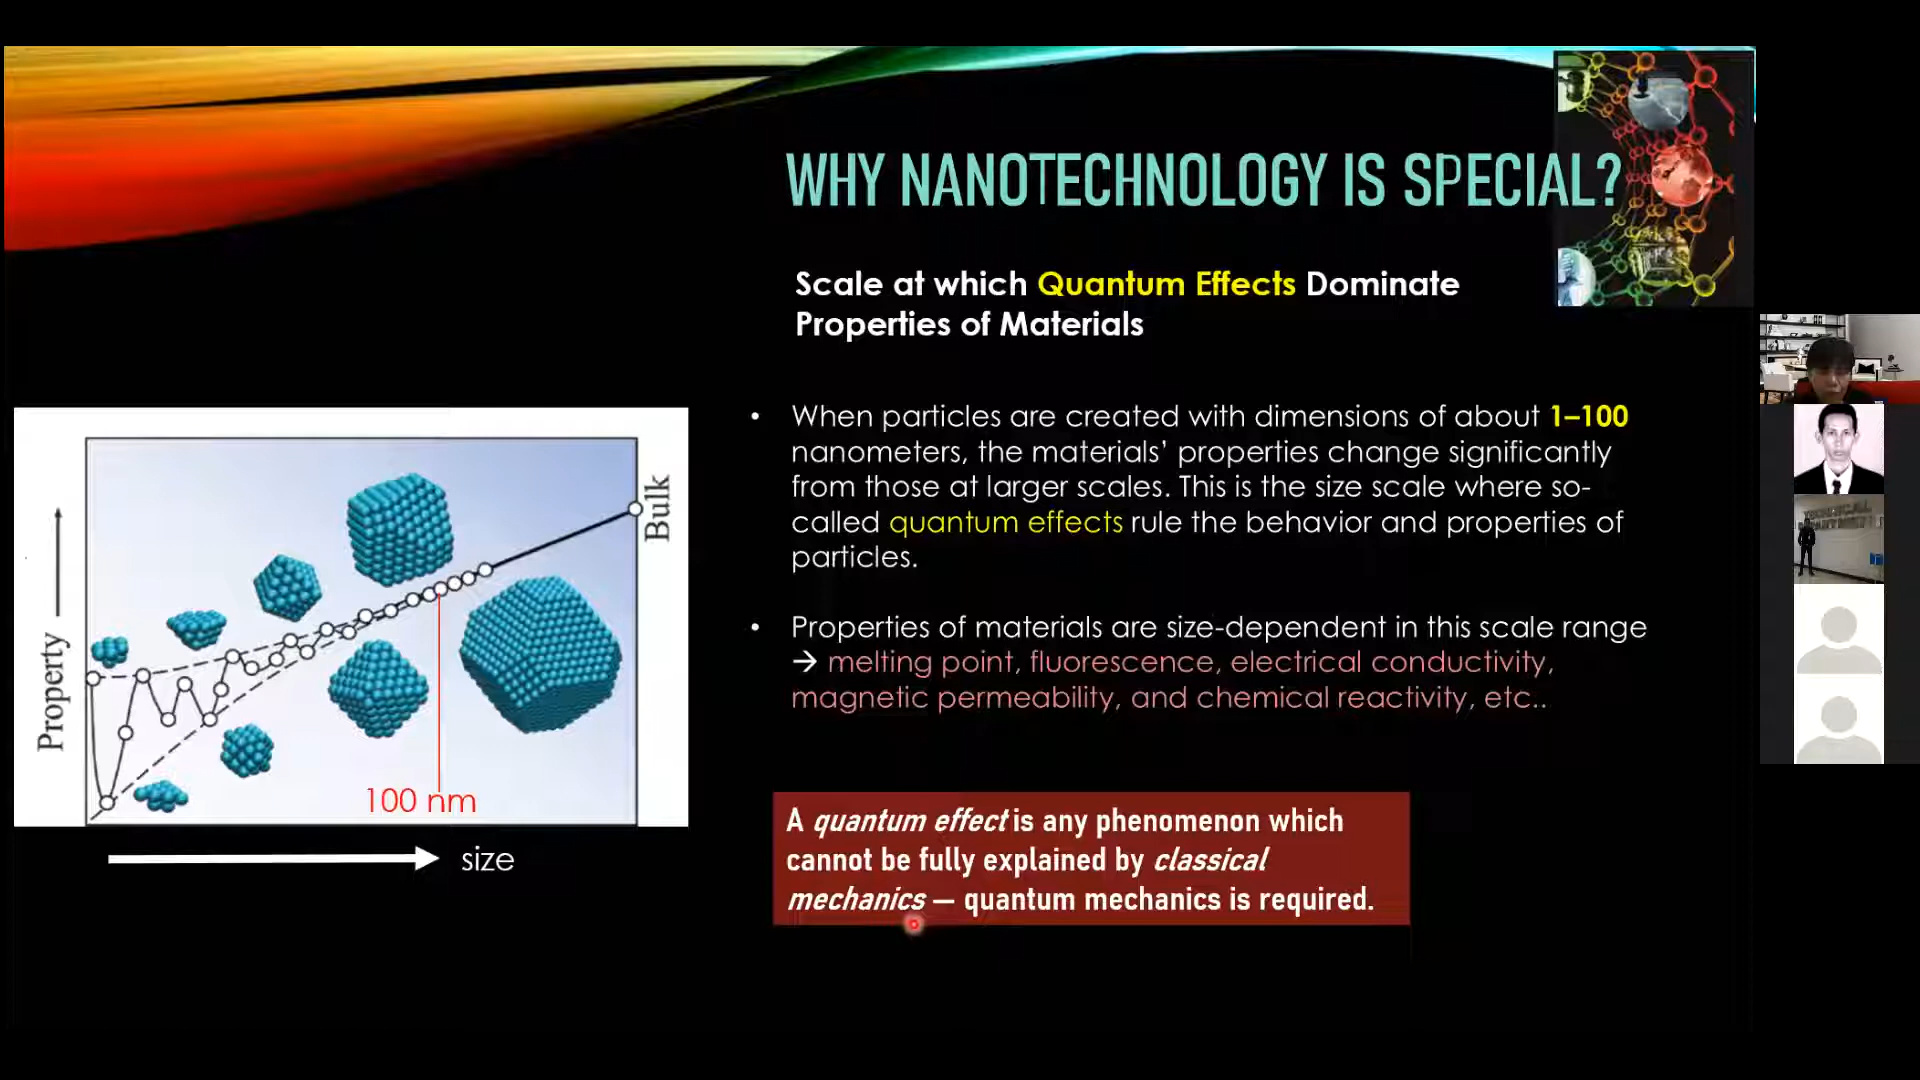 WHY NANOTECHNOLOGY IS SPECIAL?
Scale at which Quantum Effects Dominate
Properties of Materials
• When particles are created with dimensions of about 1–100
nanometers, the materials’ properties change significantly
from those at larger scales. This is the size scale where so-
called quantum effects rule the behavior and properties of
particles.
• Properties of materials are size-dependent in this scale range
→ melting point, fluorescence, electrical conductivity,
magnetic permeability, and chemical reactivity, etc..
A quantum effect is any phenomenon which
cannot be fully explained by classical
mechanics – quantum mechanics is required.
Property
Bulk
100 nm
size